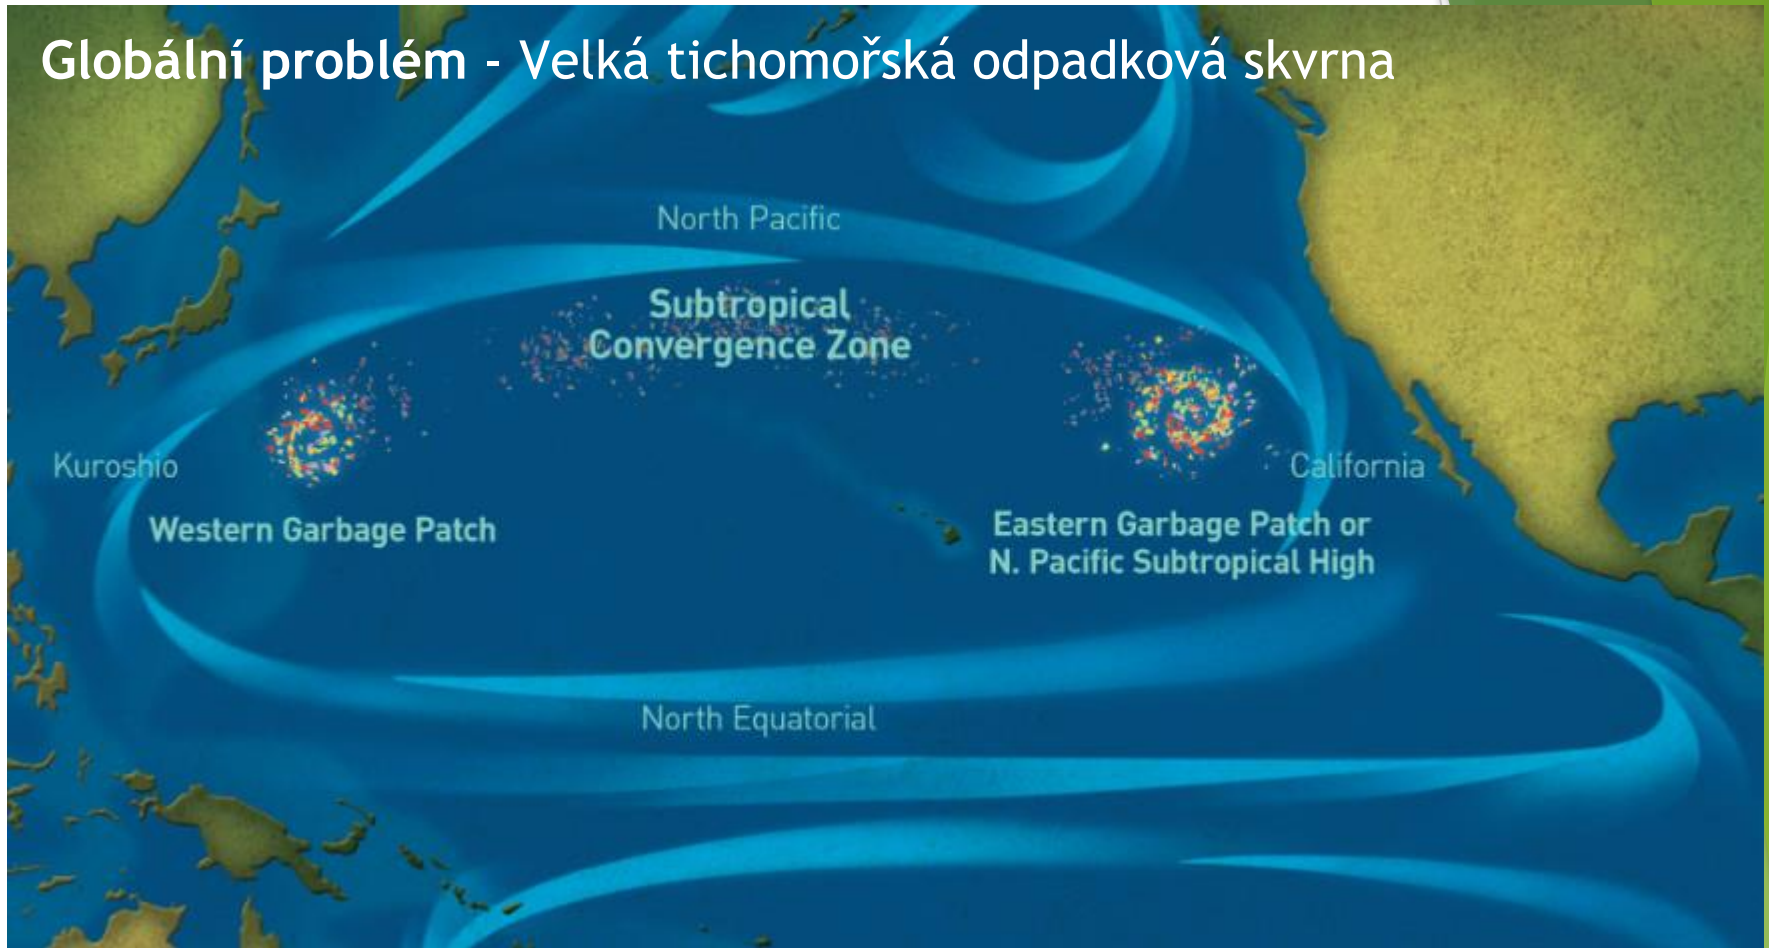 Globální problém - Velká tichomořská odpadková skvrna
North Pacific
Subtropical
Convergence Zone
Kuroshio
California
Western Garbage Patch
Eastern Garbage Patch or
N. Pacific Subtropical High
North Equatorial